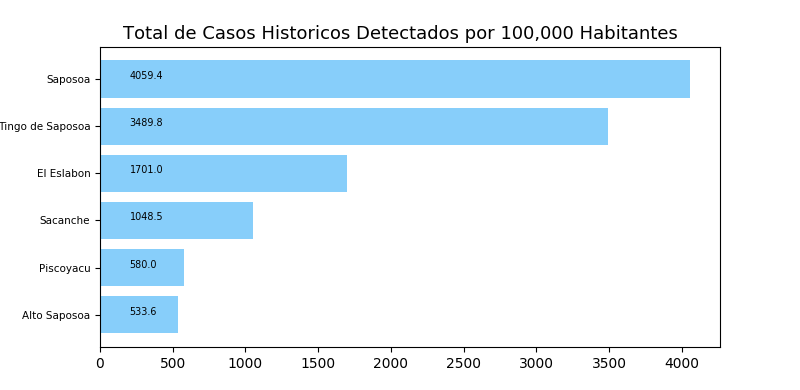 Total de Casos Historicos Detectados por 100,000 Habitantes
Saposoa 4059.4
Tingo de Saposoa 3489.8
El Eslabon 1701.0
Sacanche 1048.5
Piscoyacu 580.0
Alto Saposoa 533.6
0 500 1000 1500 2000 2500 3000 3500 4000